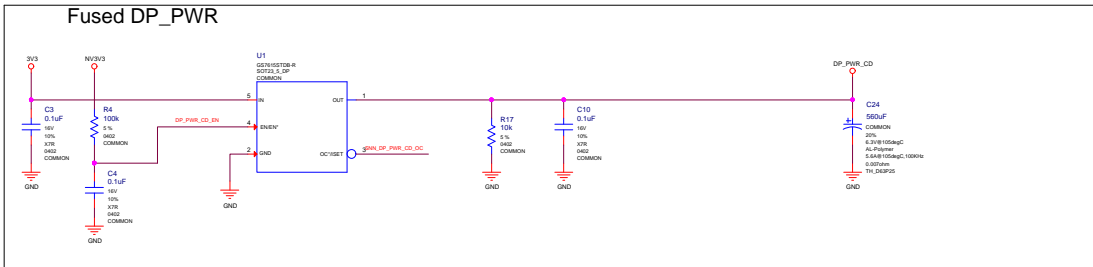 Fused DP_PWR
3V3
NV3V3
U1
GS7615STDB-R
SOT23_5_DP
COMMON
DP_PWR_CD
5
IN
OUT
1
C3
0.1uF
16V
10%
X7R
0402
COMMON
R4
100k
5 %
0402
COMMON
DP_PWR_CD_EN
4
EN/EN*
2
GND
OC*/ISET
3
SNN_DP_PWR_CD_OC
R17
10k
5 %
0402
COMMON
C10
0.1uF
16V
10%
X7R
0402
COMMON
C24
560uF
COMMON
20%
6.3V@105degC
AL-Polymer
5.6A@105degC,100KHz
0.007ohm
TH_D63P25
GND
C4
0.1uF
16V
10%
X7R
0402
COMMON
GND
GND
GND
GND
GND
GND